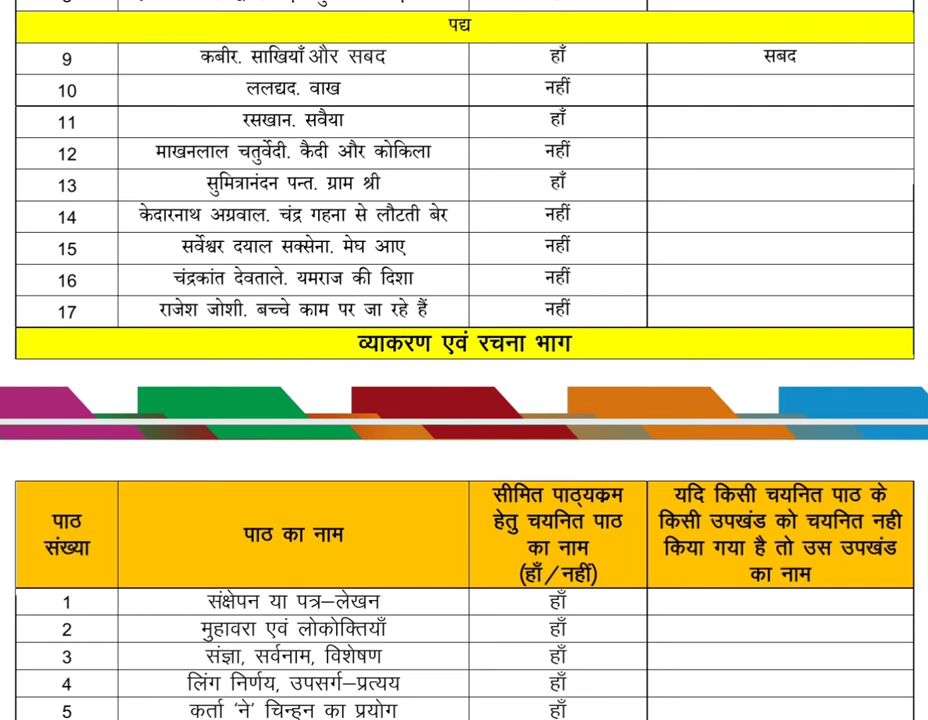 पद्य
9 कबीर. साखियाँ और सबद हाँ सबद
10 ललद्यद. वाख नहीं
11 रसखान. सवैया हाँ
12 माखनलाल चतुर्वेदी. कैदी और कोकिला नहीं
13 सुमित्रानंदन पन्त. ग्राम श्री हाँ
14 केदारनाथ अग्रवाल. चंद्र गहना से लौटती बेर नहीं
15 सर्वेश्वर दयाल सक्सेना. मेघ आए नहीं
16 चंद्रकांत देवताले. यमराज की दिशा नहीं
17 राजेश जोशी. बच्चे काम पर जा रहे हैं नहीं
व्याकरण एवं रचना भाग
पाठ संख्या
पाठ का नाम
सीमित पाठ्यक्रम
हेतु चयनित पाठ
का नाम
(हाँ/नहीं)
यदि किसी चयनित पाठ के
किसी उपखंड को चयनित नही
किया गया है तो उस उपखंड
का नाम
1 संक्षेपन या पत्र–लेखन हाँ
2 मुहावरा एवं लोकोक्तियाँ हाँ
3 संज्ञा, सर्वनाम, विशेषण हाँ
4 लिंग निर्णय, उपसर्ग–प्रत्यय हाँ
5 कर्ता 'ने' चिन्हन का प्रयोग हाँ